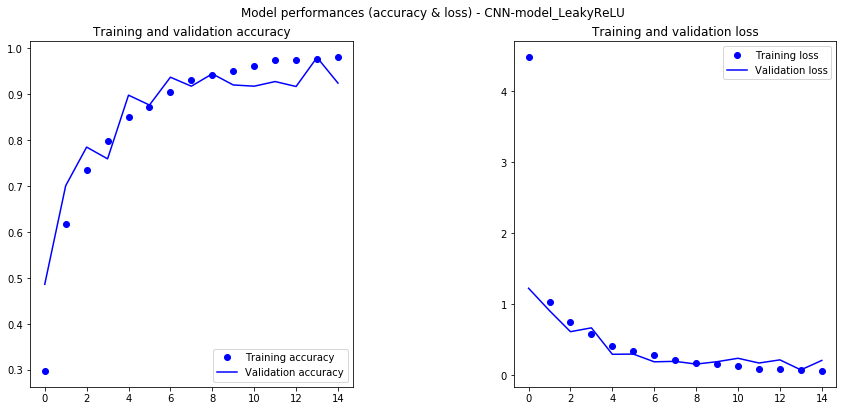 Model performances (accuracy & loss) - CNN-model_LeakyReLU
Training and validation accuracy
1.0
0.9
0.8
0.7
0.6
0.5
0.4
0.3
0 2 4 6 8 10 12 14
Training accuracy
Validation accuracy
Training and validation loss
4
3
2
1
0
0 2 4 6 8 10 12 14
Training loss
Validation loss